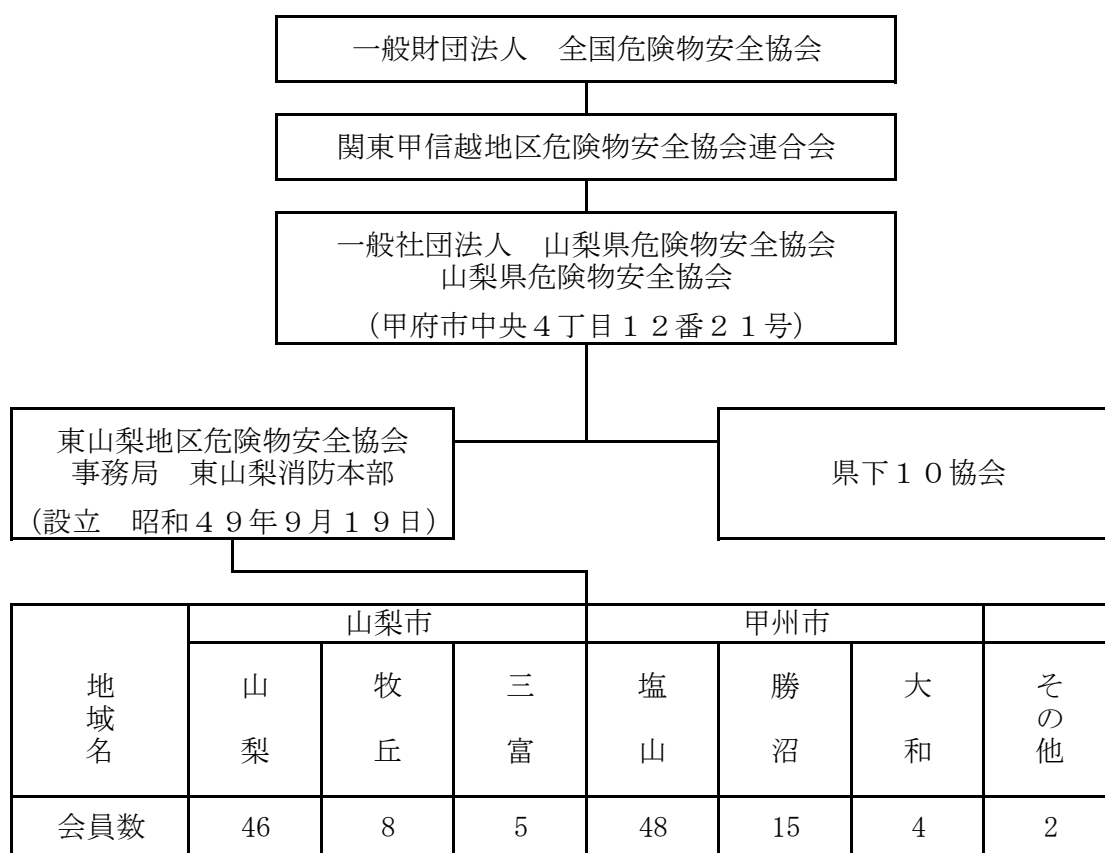 一般財団法人　全国危険物安全協会
関東甲信越地区危険物安全協会連合会
一般社団法人　山梨県危険物安全協会
山梨県危険物安全協会
（甲府市中央４丁目１２番２１号）
東山梨地区危険物安全協会
事務局　東山梨消防本部
（設立　昭和４９年９月１９日）
県下１０協会
地域名　山梨市　甲州市
山梨　牧丘　三富　塩山　勝沼　大和　その他
会員数　46　8　5　48　15　4　2